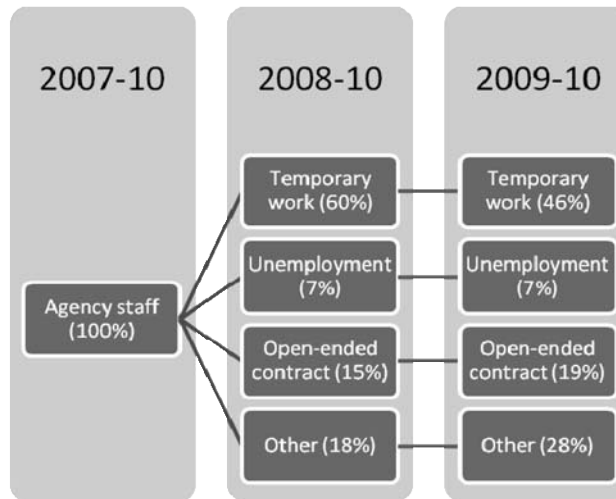 2007-10
2008-10
2009-10
Agency staff
(100%)
Temporary
work (60%)
Unemployment
(7%)
Open-ended
contract (15%)
Other (18%)
Temporary
work (46%)
Unemployment
(7%)
Open-ended
contract (19%)
Other (28%)